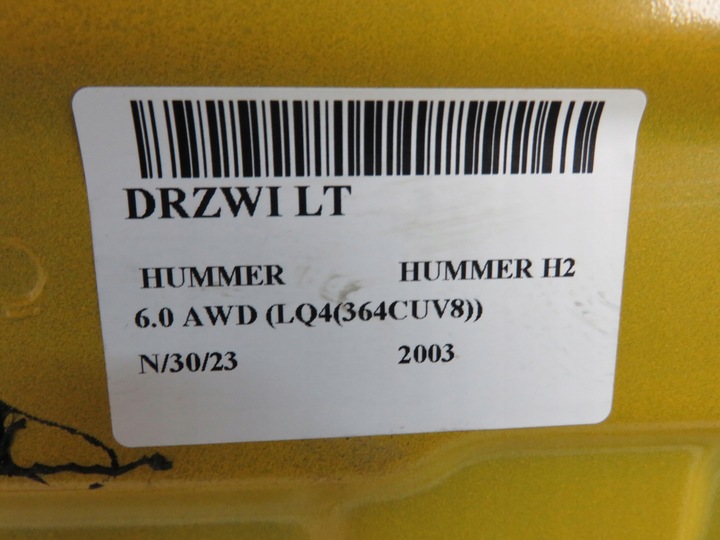 DRZWI LT
HUMMER HUMMER H2
6.0 AWD (LQ4(364CUV8))
N/30/23 2003